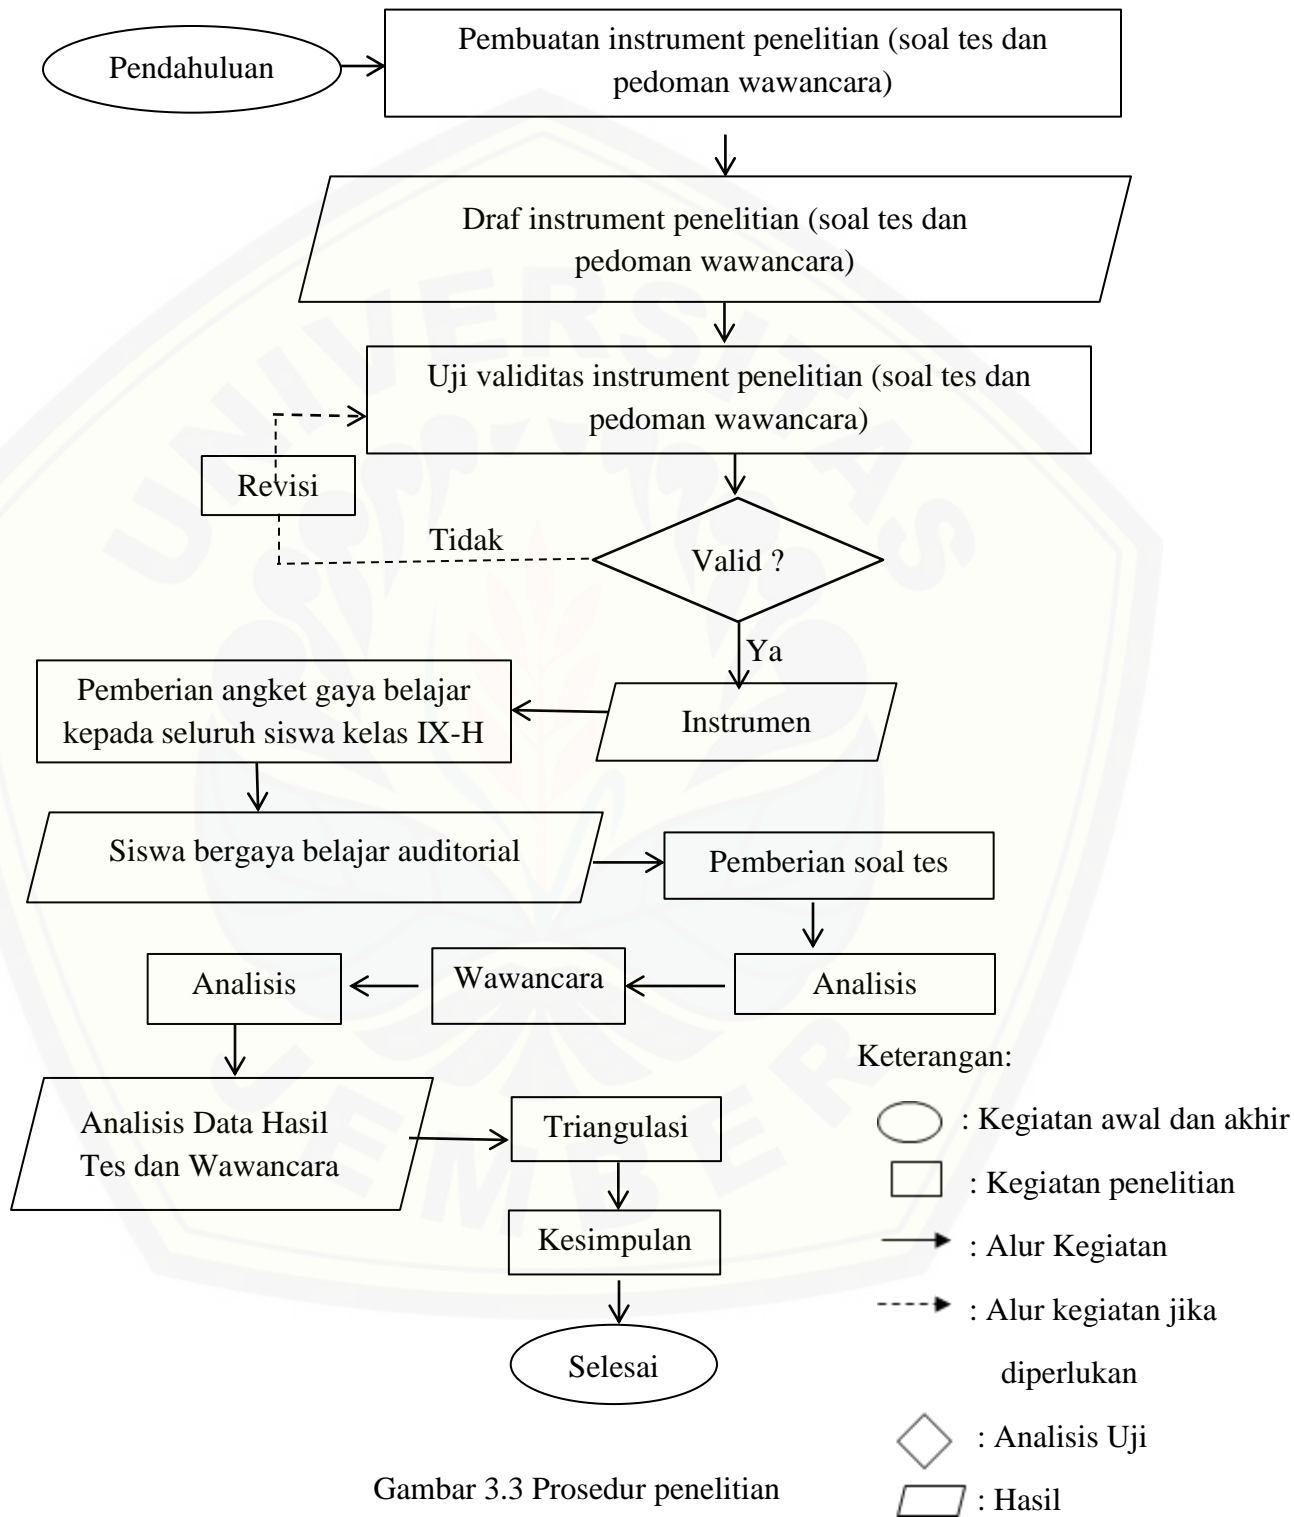 Pendahuluan
Pembuatan instrument penelitian (soal tes dan
pedoman wawancara)
Draf instrument penelitian (soal tes dan
pedoman wawancara)
Uji validitas instrument penelitian (soal tes dan
pedoman wawancara)
Revisi
Tidak
Valid ?
Ya
Pemberian angket gaya belajar
kepada seluruh siswa kelas IX-H
Instrumen
Siswa bergaya belajar auditorial
Pemberian soal tes
Analisis
Wawancara
Analisis
Analisis Data Hasil
Tes dan Wawancara
Triangulasi
Kesimpulan
Selesai
Keterangan:
: Kegiatan awal dan akhir
: Kegiatan penelitian
: Alur Kegiatan
: Alur kegiatan jika
diperlukan
: Analisis Uji
: Hasil
Gambar 3.3 Prosedur penelitian
UNIVERSITAS
JEMBER